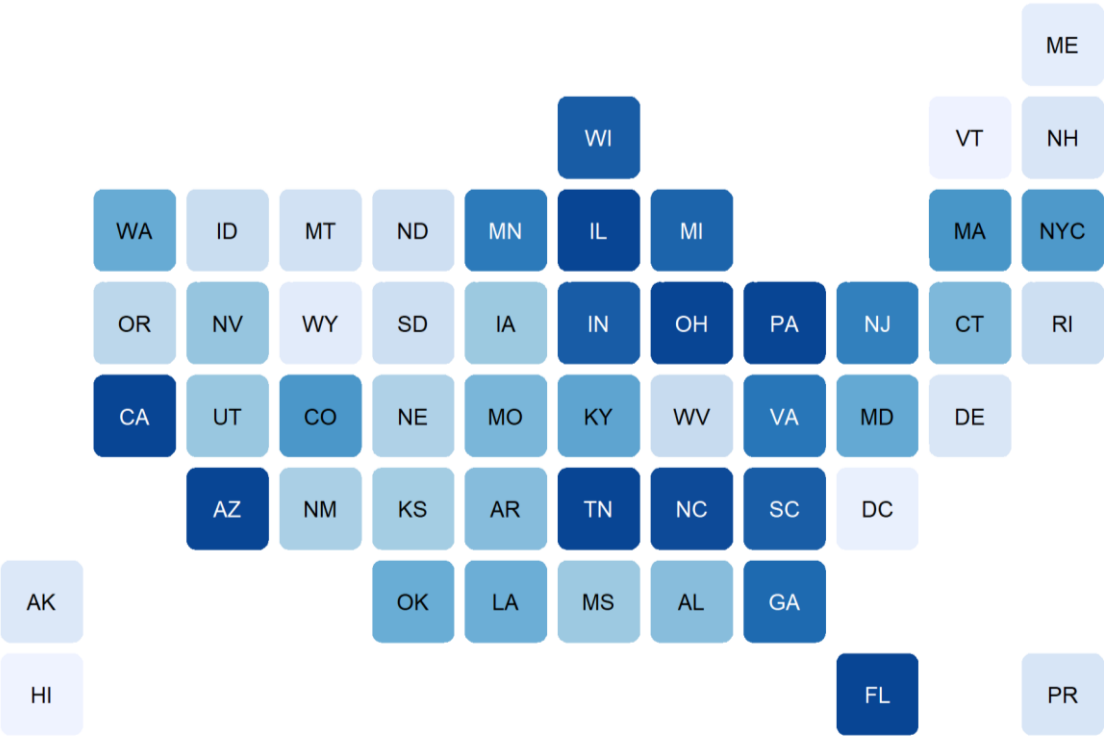 ME
WI VT NH
WA ID MT ND MN IL MI MA NYC
OR NV WY SD IA IN OH PA NJ CT RI
CA UT CO NE MO KY WV VA MD DE
AZ NM KS AR TN NC SC DC
AK OK LA MS AL GA
HI FL PR